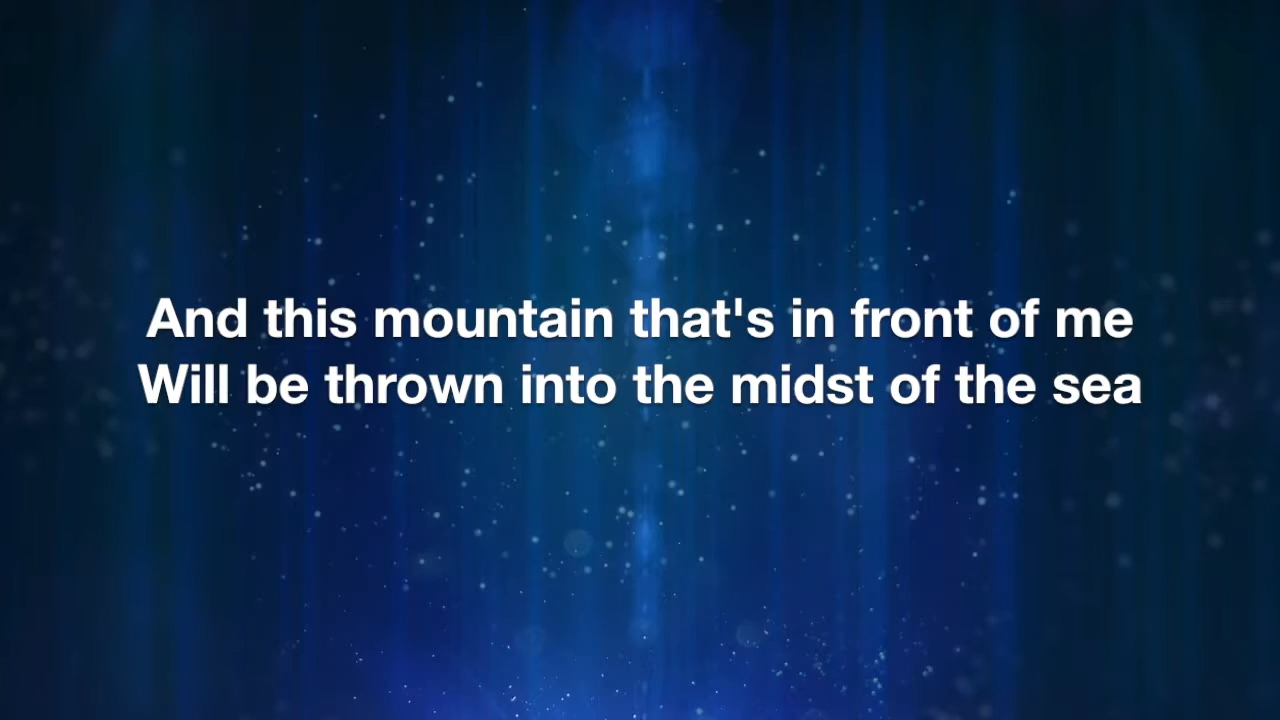 And this mountain that's in front of me
Will be thrown into the midst of the sea